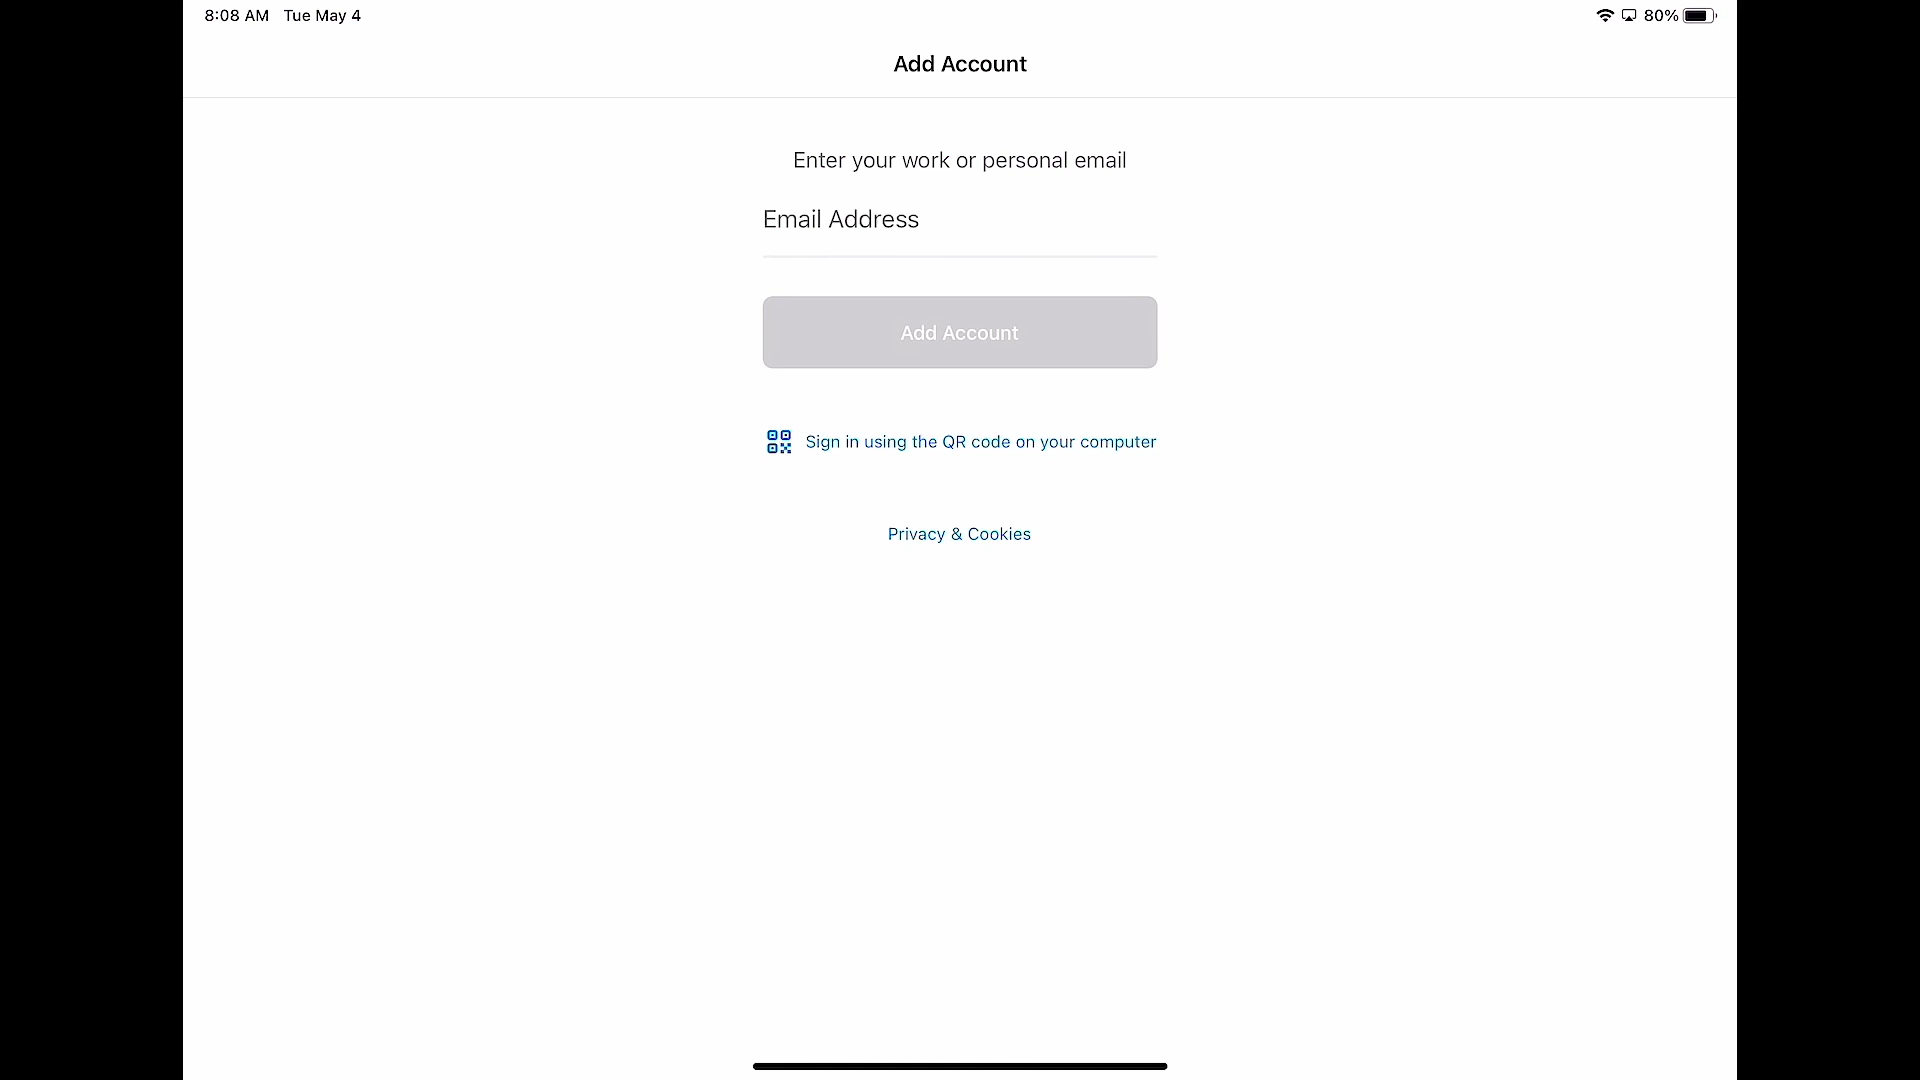 8:08 AM Tue May 4
80%
Add Account
Enter your work or personal email
Email Address
Add Account
Sign in using the QR code on your computer
Privacy & Cookies